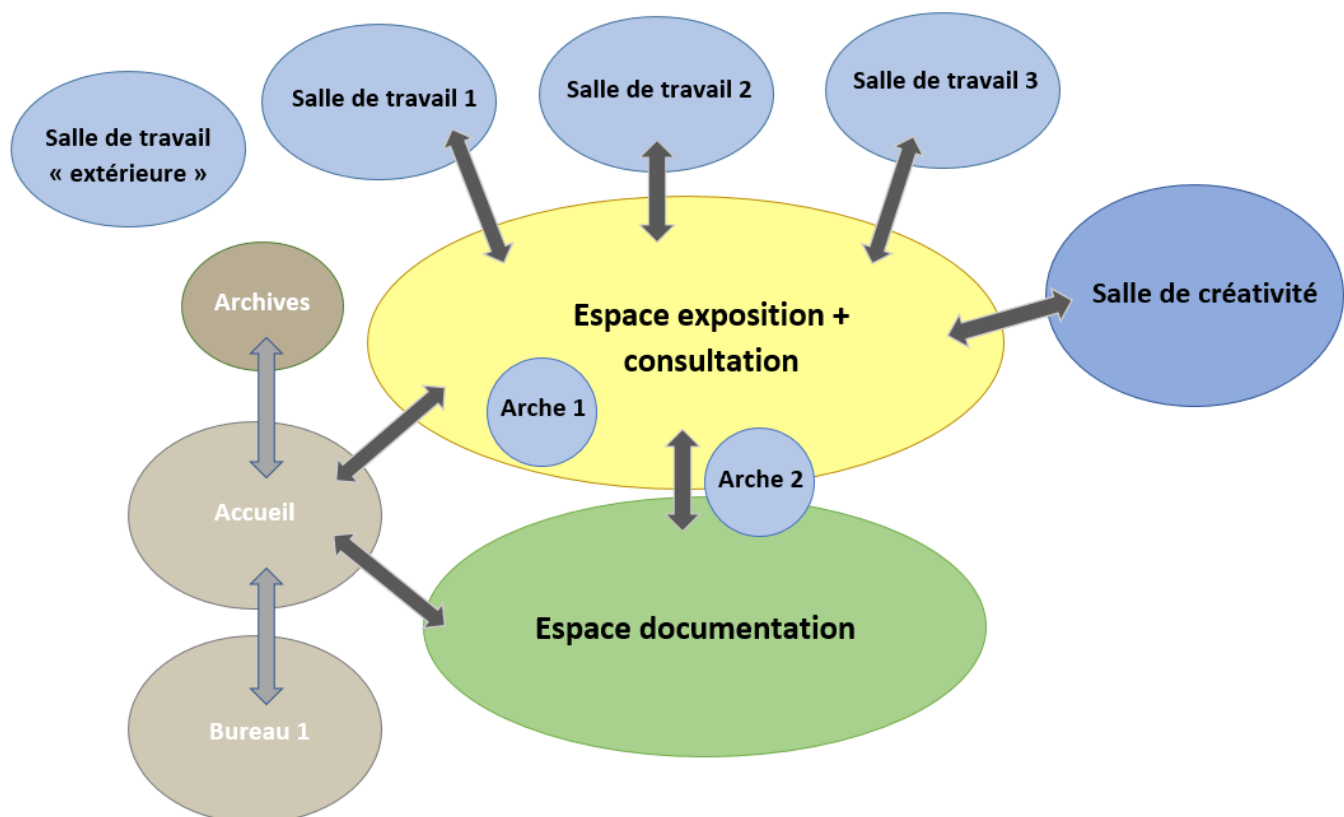 Salle de travail
« extérieure »
Salle de travail 1
Salle de travail 2
Salle de travail 3
Archives
Espace exposition +
consultation
Salle de créativité
Arche 1
Arche 2
Accueil
Espace documentation
Bureau 1